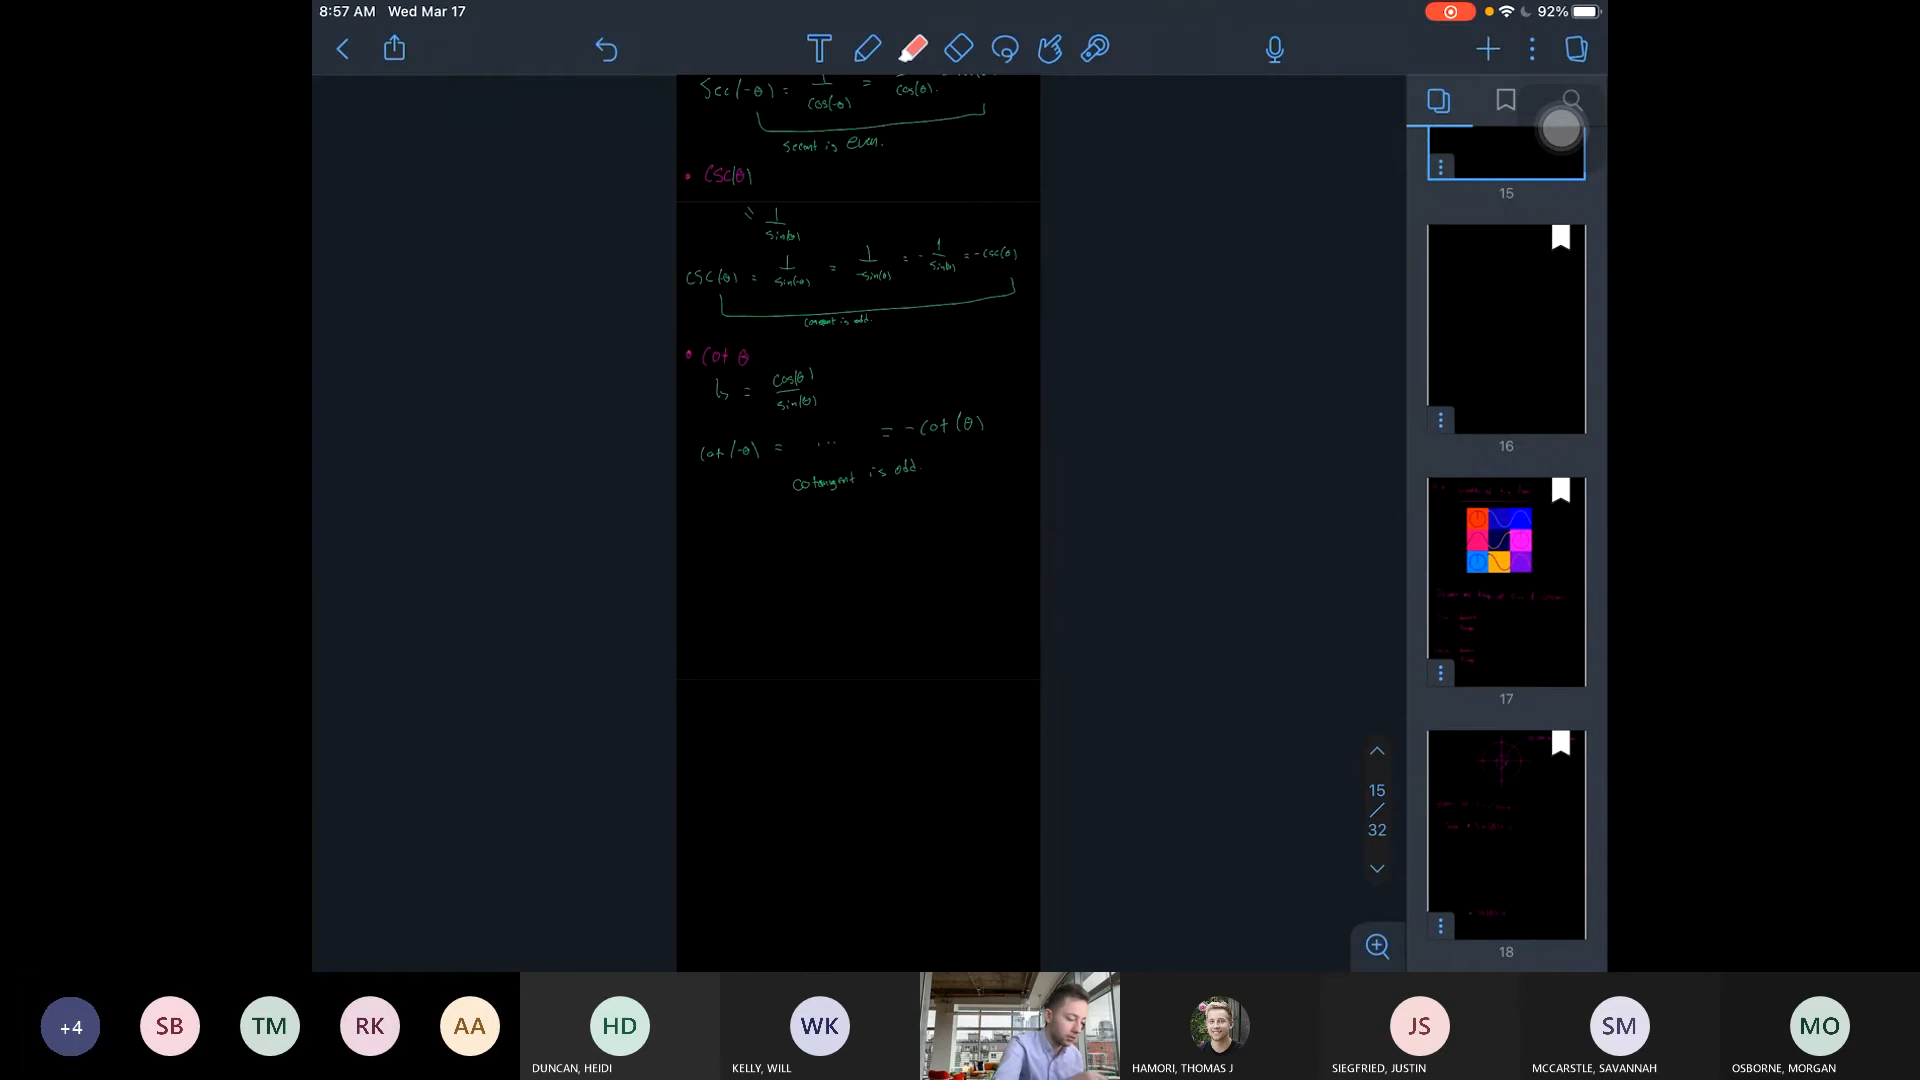 8:57 AM Wed Mar 17
92%
Sec(-θ) = 1/cos(-θ) = /cos(θ).
secant is even.
• CSC(θ)
= 1/sin(θ)
CSC(-θ) = 1/sin(-θ) = 1/-sin(θ) = - 1/sin(θ) = -csc(θ)
is odd.
• Cot θ
= cos(θ)/sin(θ)
Cot(-θ) = ... = -Cot(θ)
Cotangent is odd.
15
16
17
18
15
/
32
+4
SB
TM
RK
AA
HD
WK
JS
SM
MO
DUNCAN, HEIDI
KELLY, WILL
HAMORI, THOMAS J
SIEGFRIED, JUSTIN
MCCARSTLE, SAVANNAH
OSBORNE, MORGAN